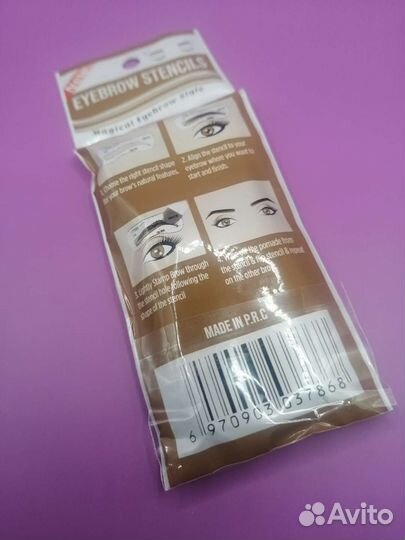 EYEBROW STENCILS
Magical Eyebrow Style
1. Choose the right stencil shape
for your brow's natural features.
2. Align the stencil to your
eyebrow where you want to
start and finish.
3. Lightly Stamp Brow through
the stencil hole following the
shape of the stencil
the pomade from
the stencil & repeat
on the other brow
MADE IN P.R.C
6 970903 037868
Avito